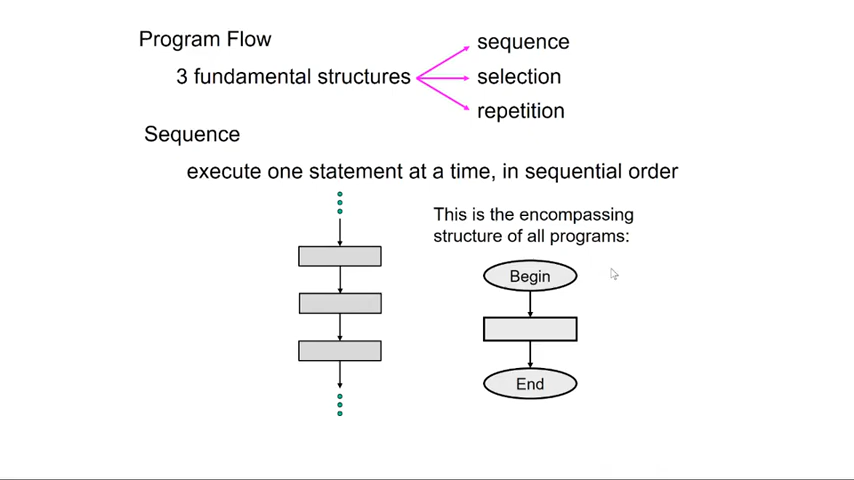 Program Flow
3 fundamental structures
sequence
selection
repetition
Sequence
execute one statement at a time, in sequential order
This is the encompassing
structure of all programs:
Begin
End